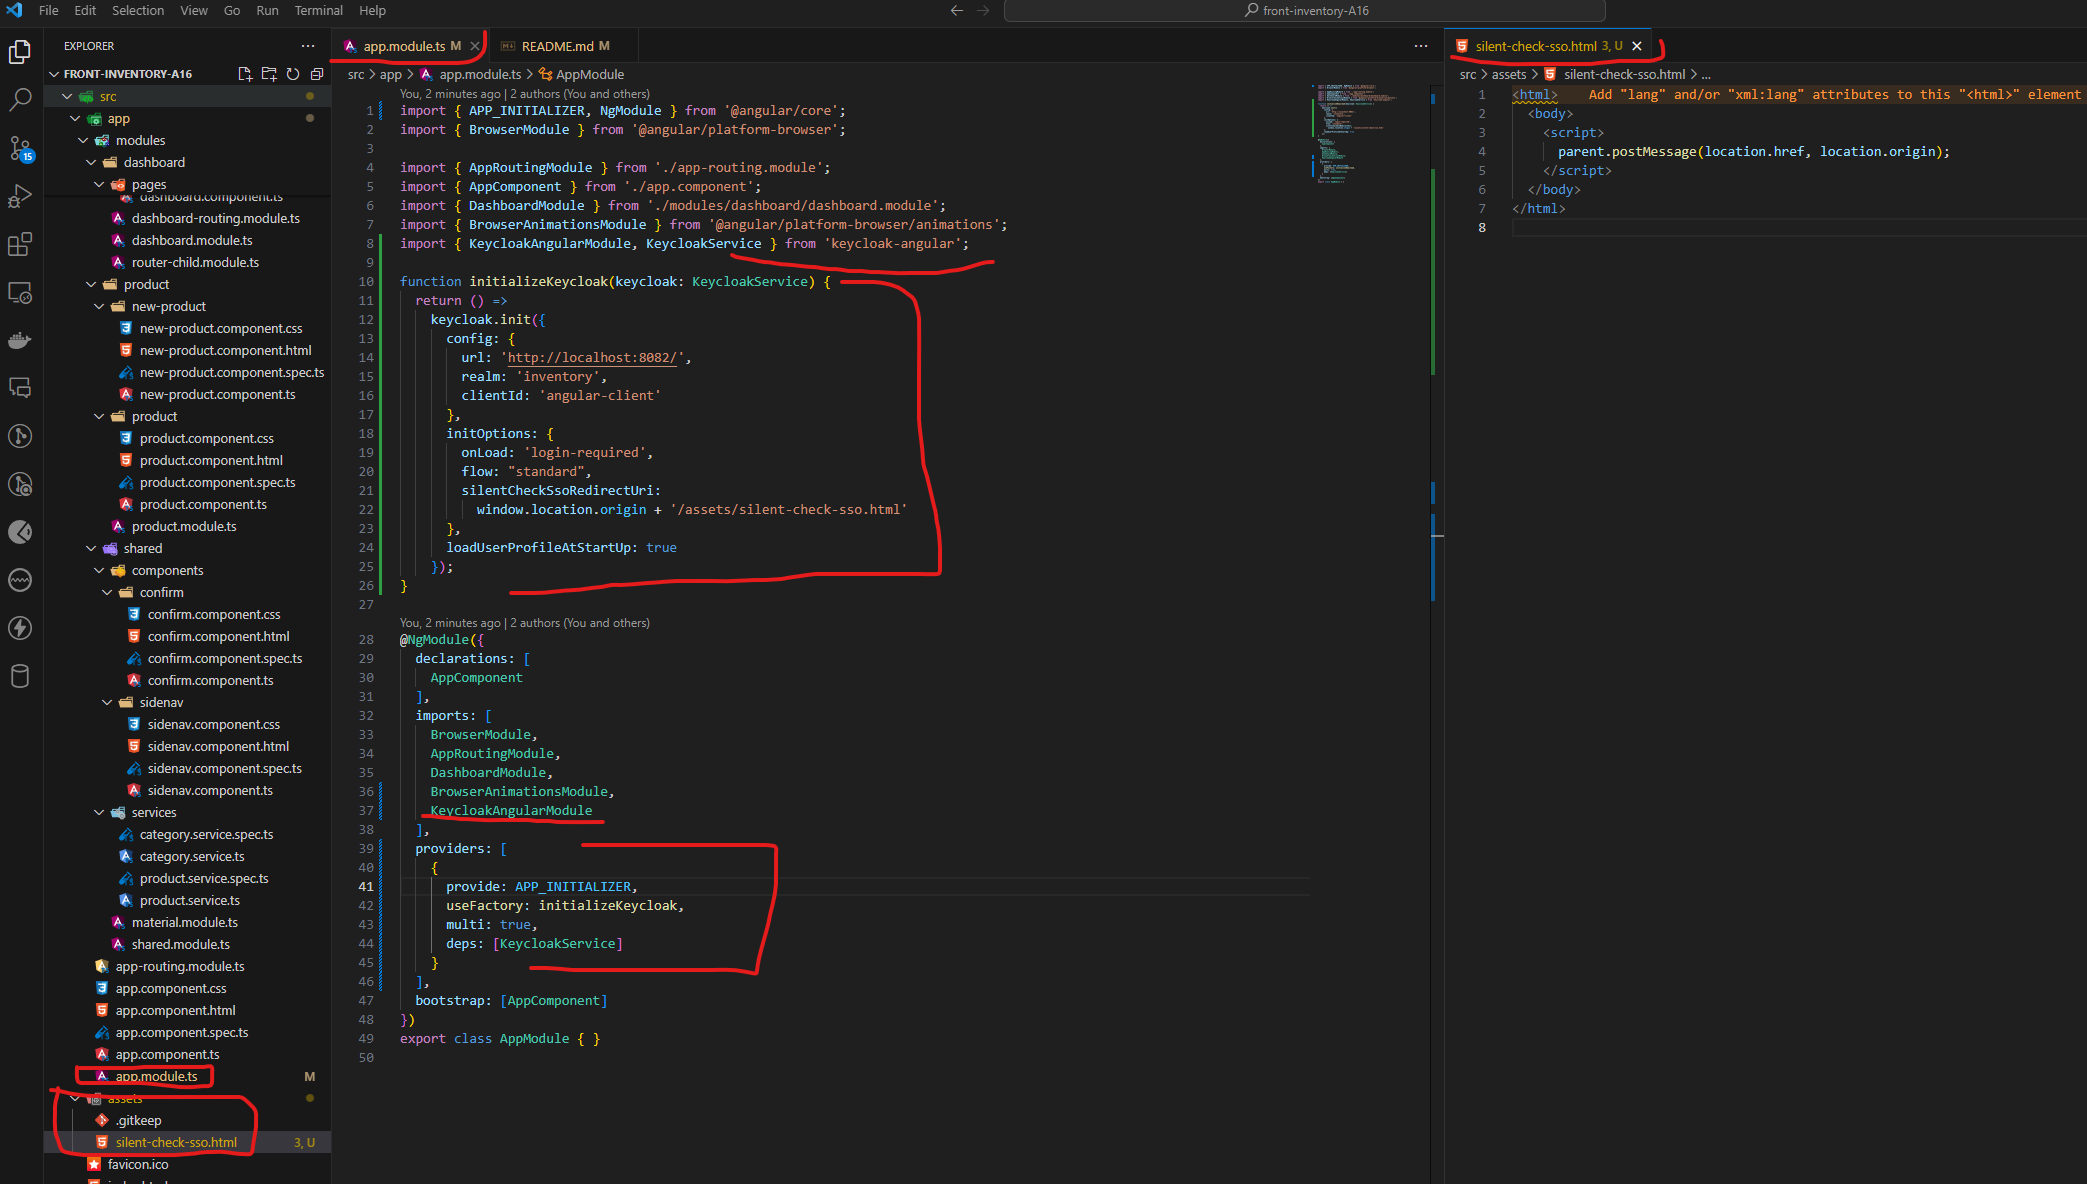 File Edit Selection View Go Run Terminal Help
front-inventory-A16
EXPLORER
FRONT-INVENTORY-A16
src
app
modules
dashboard
pages
dashboard.component.ts
dashboard-routing.module.ts
dashboard.module.ts
router-child.module.ts
product
new-product
new-product.component.css
new-product.component.html
new-product.component.spec.ts
new-product.component.ts
product
product.component.css
product.component.html
product.component.spec.ts
product.component.ts
product.module.ts
shared
components
confirm
confirm.component.css
confirm.component.html
confirm.component.spec.ts
confirm.component.ts
sidenav
sidenav.component.css
sidenav.component.html
sidenav.component.spec.ts
sidenav.component.ts
services
category.service.spec.ts
category.service.ts
product.service.spec.ts
product.service.ts
material.module.ts
shared.module.ts
app-routing.module.ts
app.component.css
app.component.html
app.component.spec.ts
app.component.ts
app.module.ts M
assets
.gitkeep
silent-check-sso.html 3, U
favicon.ico
15
app.module.ts M
README.md M
src > app > app.module.ts > AppModule
You, 2 minutes ago | 2 authors (You and others)
1 import { APP_INITIALIZER, NgModule } from '@angular/core';
2 import { BrowserModule } from '@angular/platform-browser';
3
4 import { AppRoutingModule } from './app-routing.module';
5 import { AppComponent } from './app.component';
6 import { DashboardModule } from './modules/dashboard/dashboard.module';
7 import { BrowserAnimationsModule } from '@angular/platform-browser/animations';
8 import { KeycloakAngularModule, KeycloakService } from 'keycloak-angular';
9
10 function initializeKeycloak(keycloak: KeycloakService) {
11 return () =>
12 keycloak.init({
13 config: {
14 url: 'http://localhost:8082/',
15 realm: 'inventory',
16 clientId: 'angular-client'
17 },
18 initOptions: {
19 onLoad: 'login-required',
20 flow: "standard",
21 silentCheckSsoRedirectUri:
22 window.location.origin + '/assets/silent-check-sso.html'
23 },
24 loadUserProfileAtStartUp: true
25 });
26 }
27
You, 2 minutes ago | 2 authors (You and others)
28 @NgModule({
29 declarations: [
30 AppComponent
31 ],
32 imports: [
33 BrowserModule,
34 AppRoutingModule,
35 DashboardModule,
36 BrowserAnimationsModule,
37 KeycloakAngularModule
38 ],
39 providers: [
40 {
41 provide: APP_INITIALIZER,
42 useFactory: initializeKeycloak,
43 multi: true,
44 deps: [KeycloakService]
45 }
46 ],
47 bootstrap: [AppComponent]
48 })
49 export class AppModule { }
50
silent-check-sso.html 3, U
src > assets > silent-check-sso.html > ...
1 <html> Add "lang" and/or "xml:lang" attributes to this "<html>" element
2 <body>
3 <script>
4 parent.postMessage(location.href, location.origin);
5 </script>
6 </body>
7 </html>
8